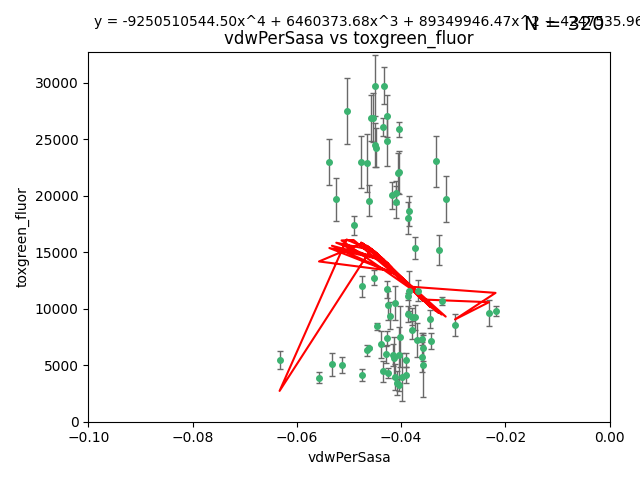 y = -9250510544.50x^4 + 6460373.68x^3 + 89349946.47x^2
N = 320
vdwPerSasa vs toxgreen_fluor
toxgreen_fluor
30000
25000
20000
15000
10000
5000
0
−0.10
−0.08
−0.06
−0.04
−0.02
0.00
vdwPerSasa